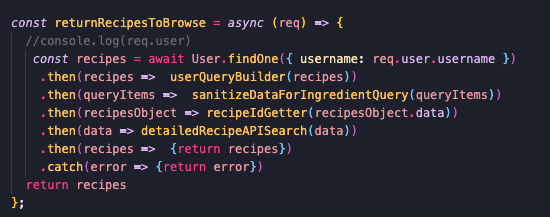 const returnRecipesToBrowse = async (req) => {
//console.log(req.user)
const recipes = await User.findOne({ username: req.user.username })
.then(recipes => userQueryBuilder(recipes))
.then(queryItems => sanitizeDataForIngredientQuery(queryItems))
.then(recipesObject => recipeIdGetter(recipesObject.data))
.then(data => detailedRecipeAPISearch(data))
.then(recipes => {return recipes})
.catch(error => {return error})
return recipes
};